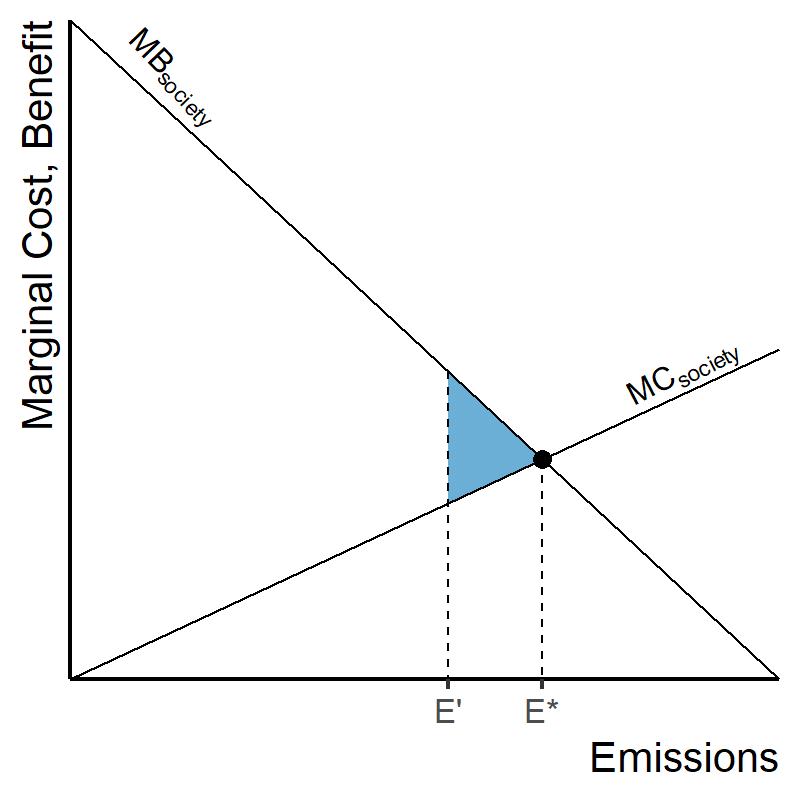 Marginal Cost, Benefit
MBsociety
MCsociety
E'
E*
Emissions